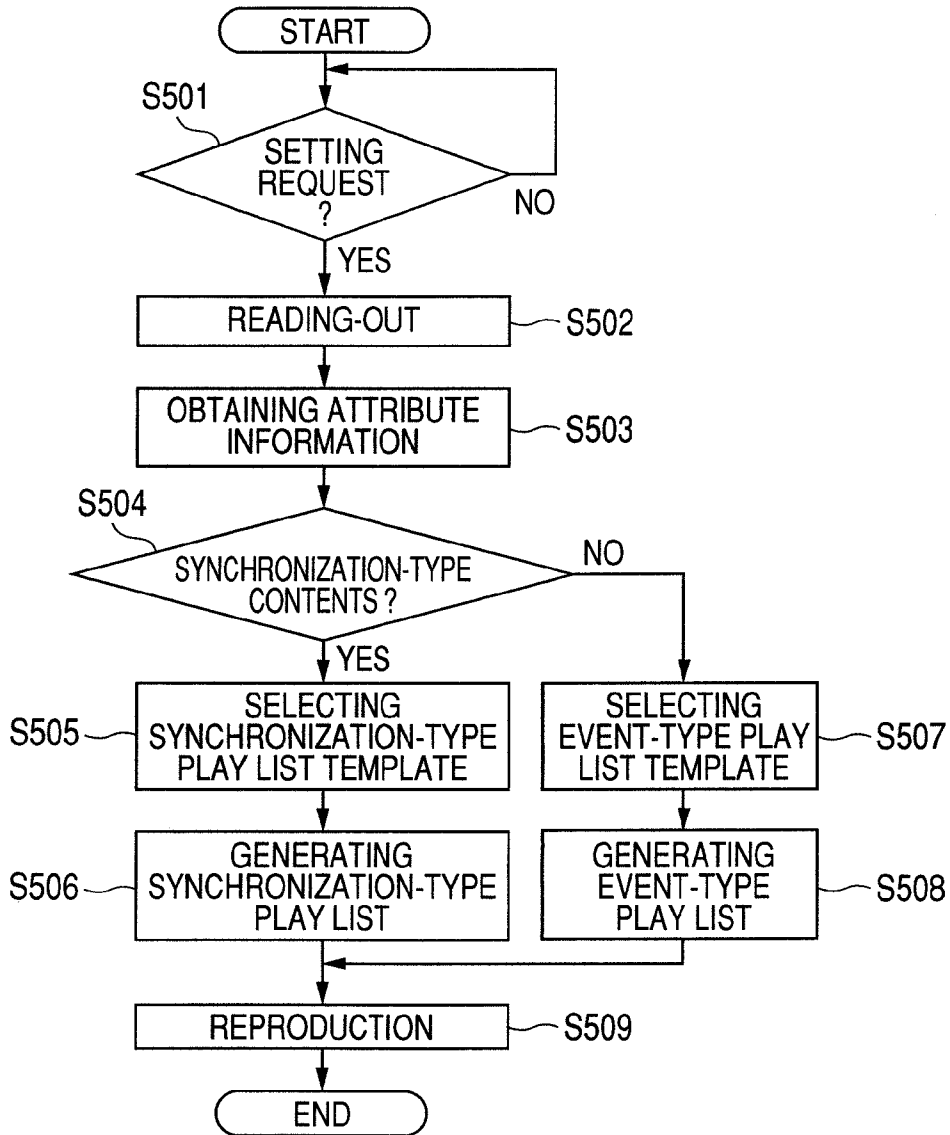 START
S501
SETTING
REQUEST
?
NO
YES
READING-OUT
S502
OBTAINING ATTRIBUTE
INFORMATION
S503
S504
SYNCHRONIZATION-TYPE
CONTENTS ?
NO
YES
S505
SELECTING
SYNCHRONIZATION-TYPE
PLAY LIST TEMPLATE
SELECTING
EVENT-TYPE PLAY
LIST TEMPLATE
S507
S506
GENERATING
SYNCHRONIZATION-TYPE
PLAY LIST
GENERATING
EVENT-TYPE
PLAY LIST
S508
REPRODUCTION
S509
END